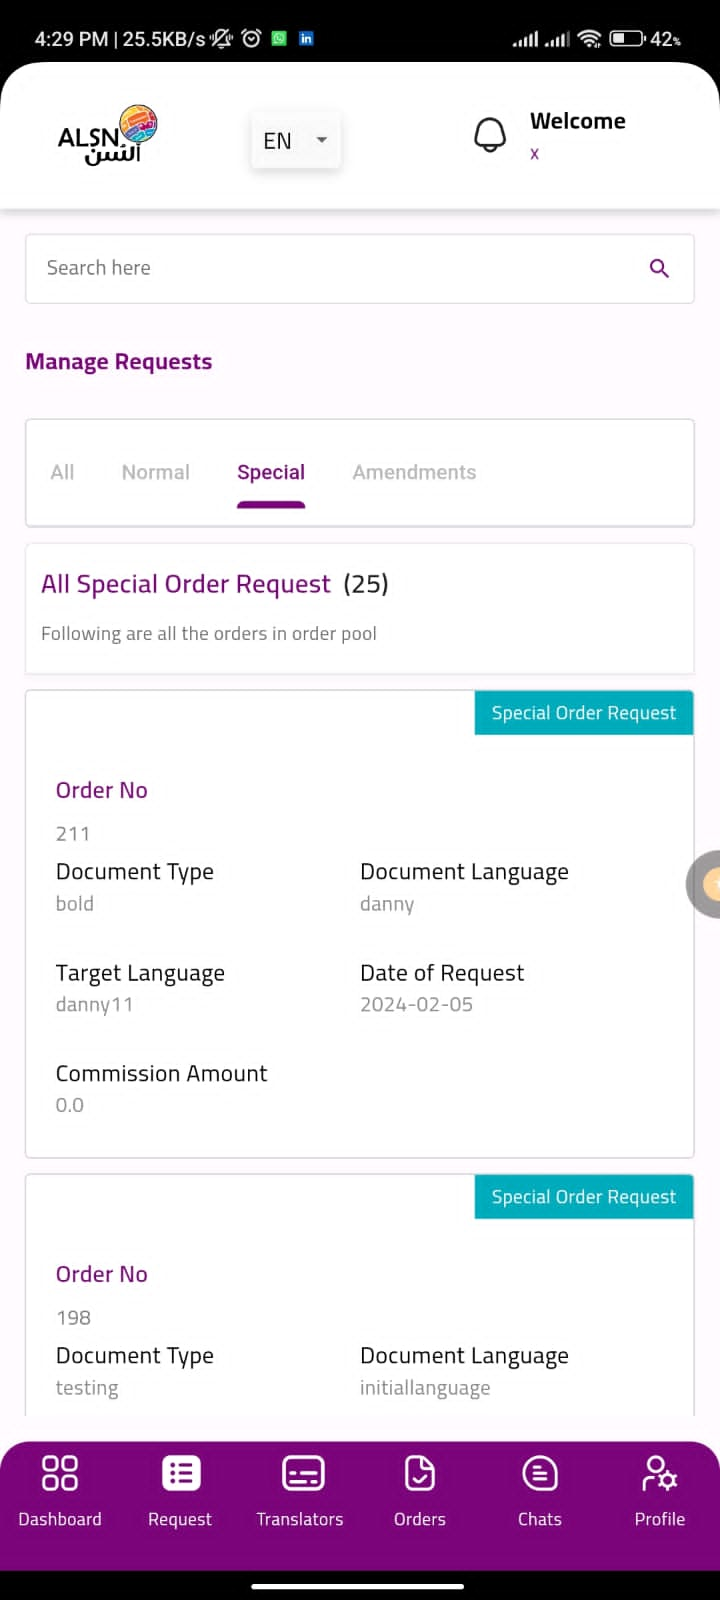 4:29 PM | 25.5KB/s 42%
ALSN
السن
EN
Welcome
x
Search here
Manage Requests
All Normal Special Amendments
All Special Order Request (25)
Following are all the orders in order pool
Special Order Request
Order No
211
Document Type Document Language
bold danny
Target Language Date of Request
danny11 2024-02-05
Commission Amount
0.0
Special Order Request
Order No
198
Document Type Document Language
testing initiallanguage
Dashboard Request Translators Orders Chats Profile